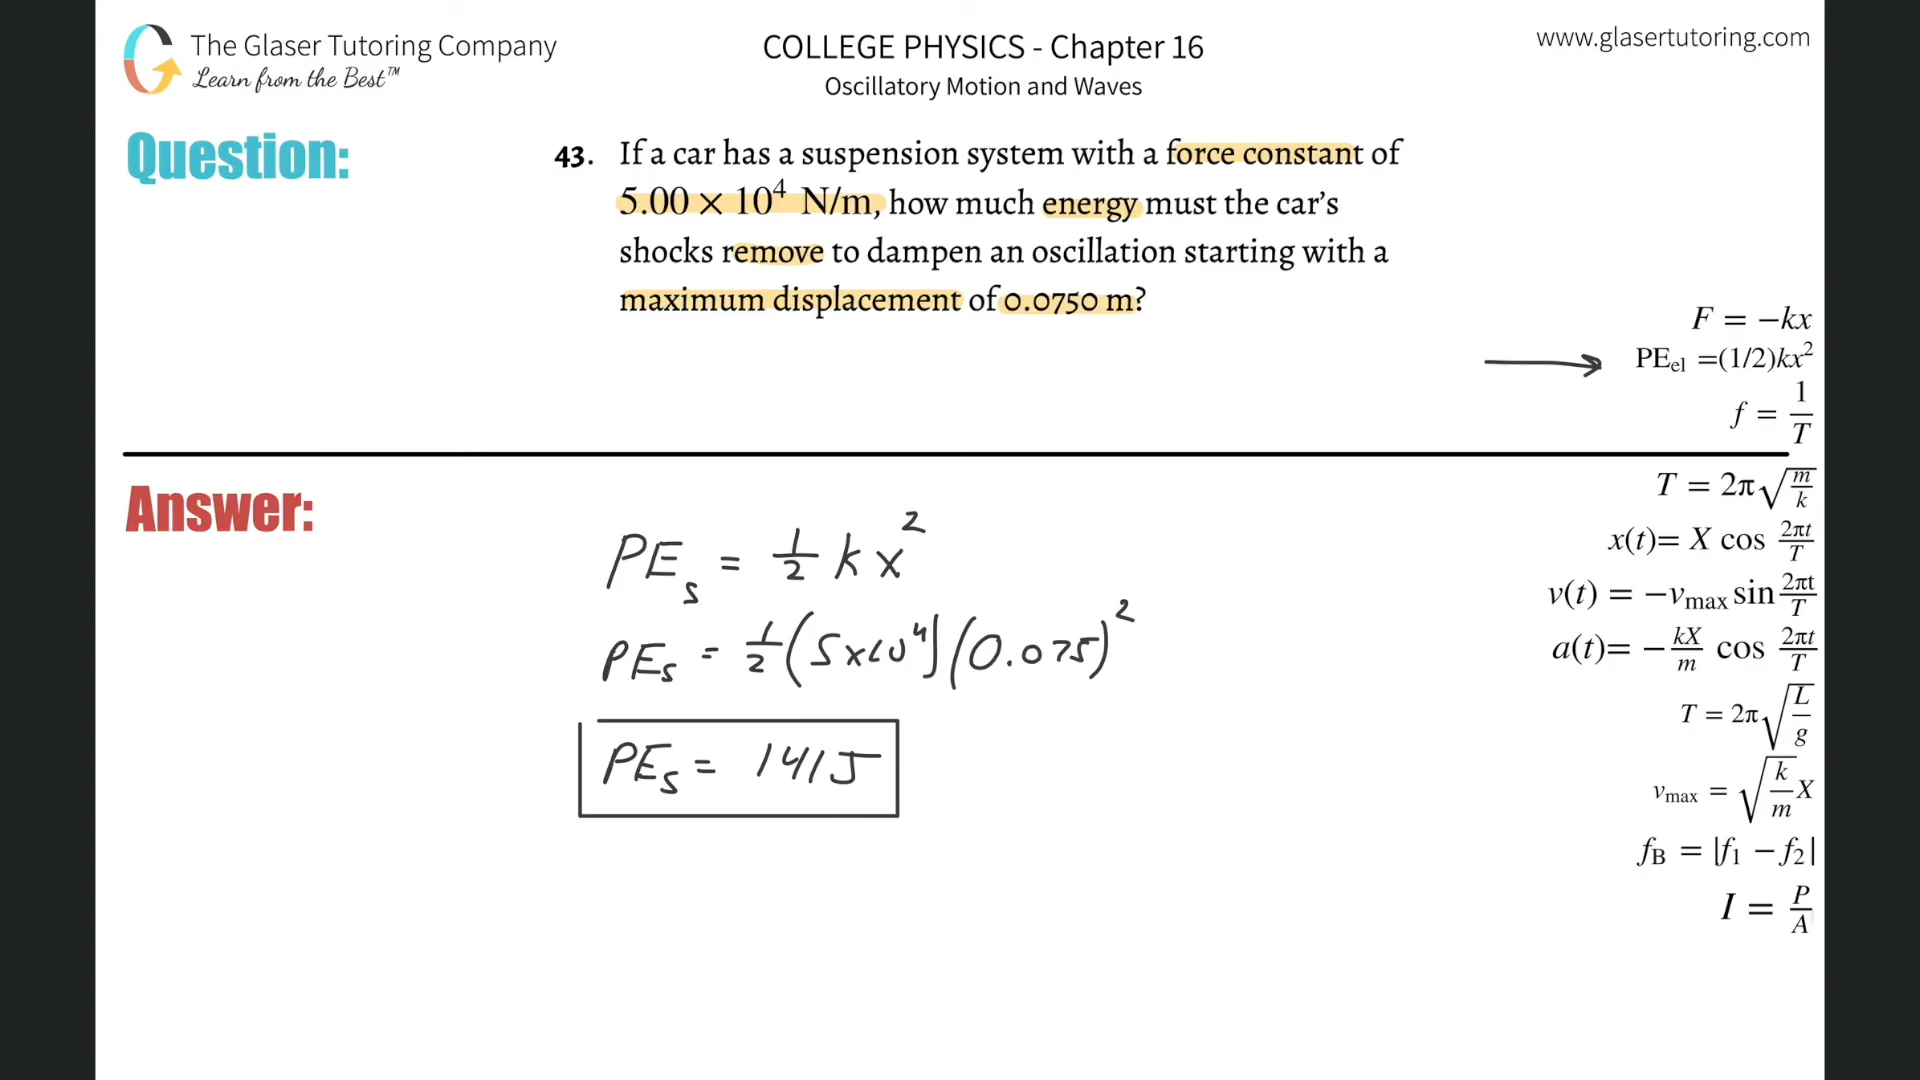 The Glaser Tutoring Company
Learn from the Best™
COLLEGE PHYSICS - Chapter 16
Oscillatory Motion and Waves
www.glasertutoring.com
Question:
43. If a car has a suspension system with a force constant of
5.00 × 10⁴ N/m, how much energy must the car’s
shocks remove to dampen an oscillation starting with a
maximum displacement of 0.0750 m?
F = −kx
PEel =(1/2)kx²
f = 1/T
Answer:
PEs = 1/2 k x²
PEs = 1/2 (5x10⁴)(0.075)²
PEs = 141J
T = 2π√(m/k)
x(t)= X cos 2πt/T
v(t) = −vmax sin 2πt/T
a(t)= − kX/m cos 2πt/T
T = 2π√(L/g)
vmax = √(k/m) X
fB = |f1 − f2|
I = P/A